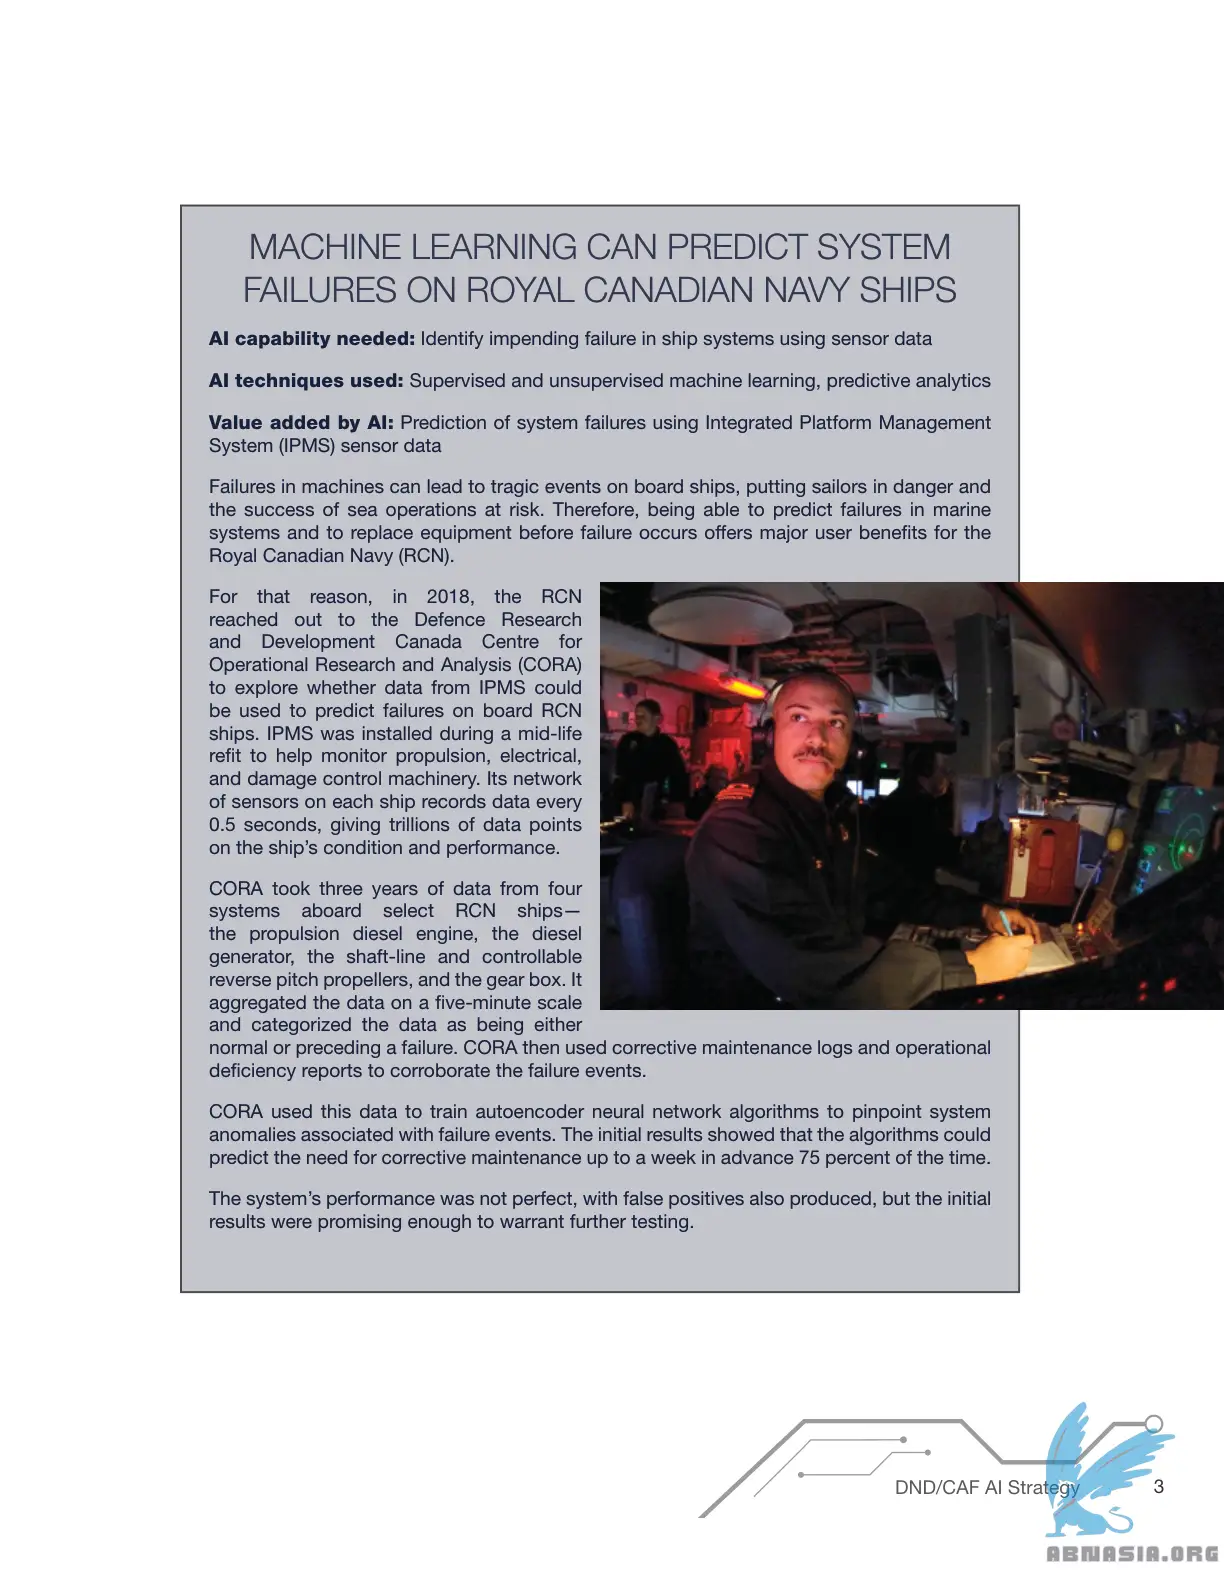 MACHINE LEARNING CAN PREDICT SYSTEM
FAILURES ON ROYAL CANADIAN NAVY SHIPS
AI capability needed: Identify impending failure in ship systems using sensor data
AI techniques used: Supervised and unsupervised machine learning, predictive analytics
Value added by AI: Prediction of system failures using Integrated Platform Management
System (IPMS) sensor data
Failures in machines can lead to tragic events on board ships, putting sailors in danger and
the success of sea operations at risk. Therefore, being able to predict failures in marine
systems and to replace equipment before failure occurs offers major user benefits for the
Royal Canadian Navy (RCN).
For that reason, in 2018, the RCN
reached out to the Defence Research
and Development Canada Centre for
Operational Research and Analysis (CORA)
to explore whether data from IPMS could
be used to predict failures on board RCN
ships. IPMS was installed during a mid-life
refit to help monitor propulsion, electrical,
and damage control machinery. Its network
of sensors on each ship records data every
0.5 seconds, giving trillions of data points
on the ship's condition and performance.
CORA took three years of data from four
systems aboard select RCN ships—
the propulsion diesel engine, the diesel
generator, the shaft-line and controllable
reverse pitch propellers, and the gear box. It
aggregated the data on a five-minute scale
and categorized the data as being either
normal or preceding a failure. CORA then used corrective maintenance logs and operational
deficiency reports to corroborate the failure events.
CORA used this data to train autoencoder neural network algorithms to pinpoint system
anomalies associated with failure events. The initial results showed that the algorithms could
predict the need for corrective maintenance up to a week in advance 75 percent of the time.
The system's performance was not perfect, with false positives also produced, but the initial
results were promising enough to warrant further testing.
DND/CAF AI Strategy 3
ABNASIA.ORG